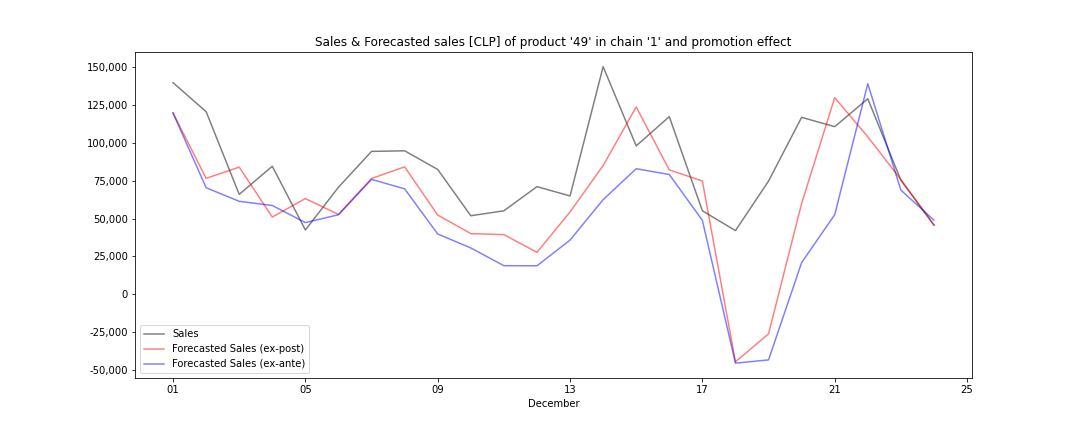 Sales & Forecasted sales [CLP] of product '49' in chain '1' and promotion effect
150,000
125,000
100,000
75,000
50,000
25,000
0
-25,000
-50,000
Sales
Forecasted Sales (ex-post)
Forecasted Sales (ex-ante)
01 05 09 13 17 21 25
December